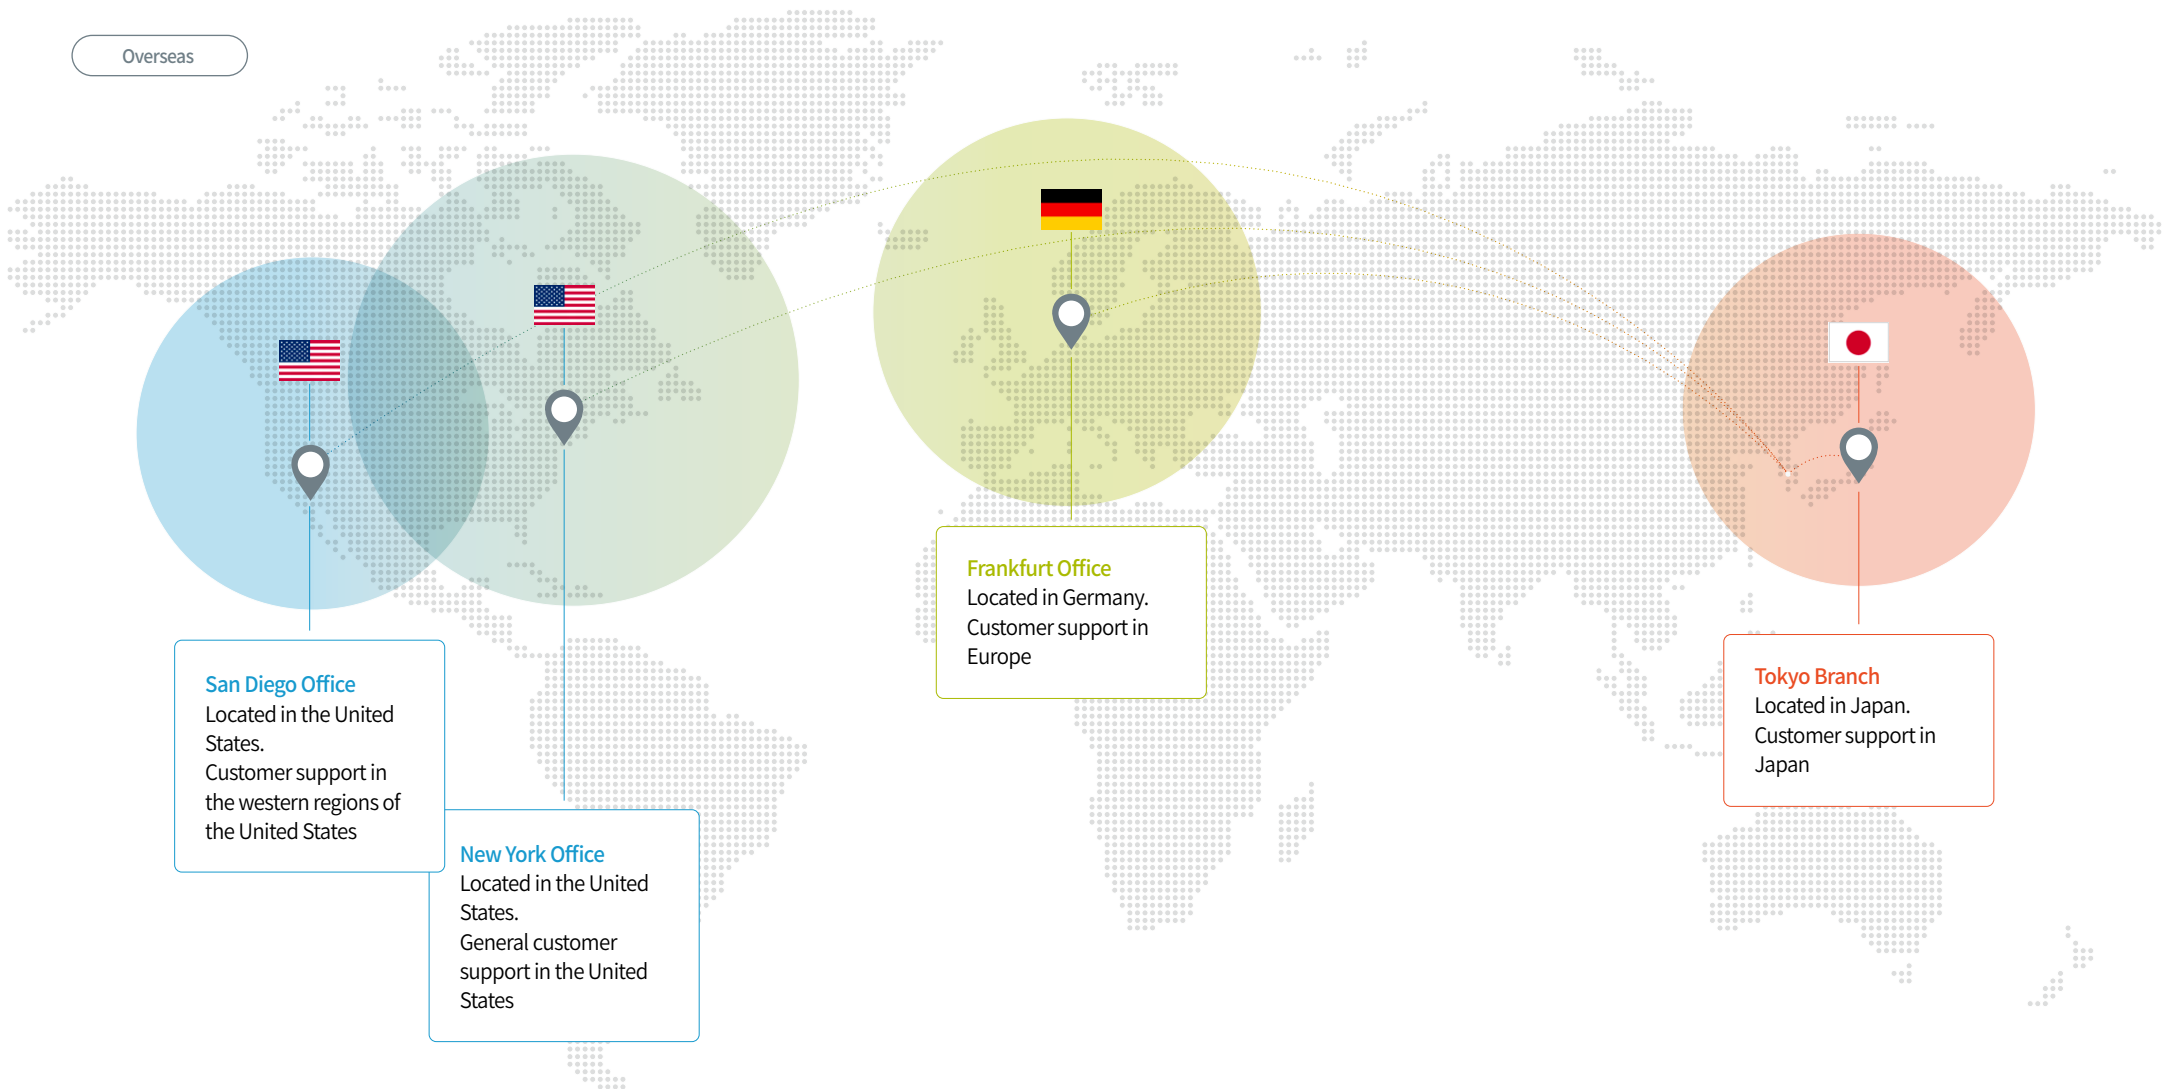 Overseas
San Diego Office
Located in the United
States.
Customer support in
the western regions of
the United States
New York Office
Located in the United
States.
General customer
support in the United
States
Frankfurt Office
Located in Germany.
Customer support in
Europe
Tokyo Branch
Located in Japan.
Customer support in
Japan